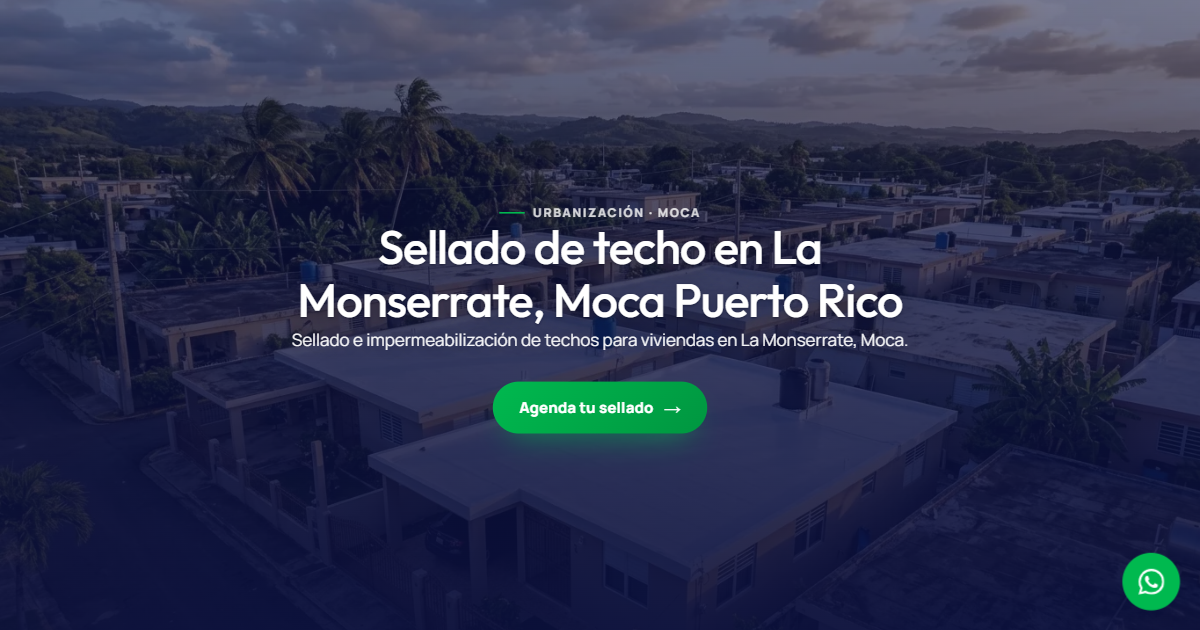 URBANIZACIÓN · MOCA
Sellado de techo en La
Monserrate, Moca Puerto Rico
Sellado e impermeabilización de techos para viviendas en La Monserrate, Moca.
Agenda tu sellado →